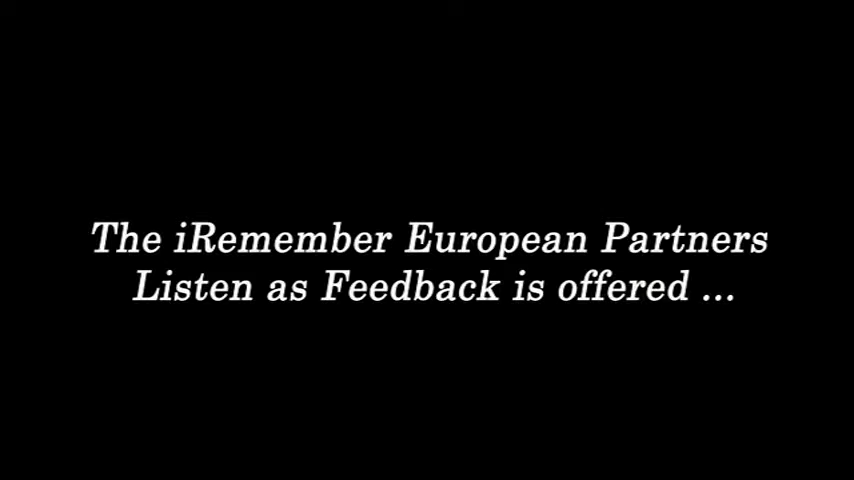 The iRemember European Partners
Listen as Feedback is offered ...